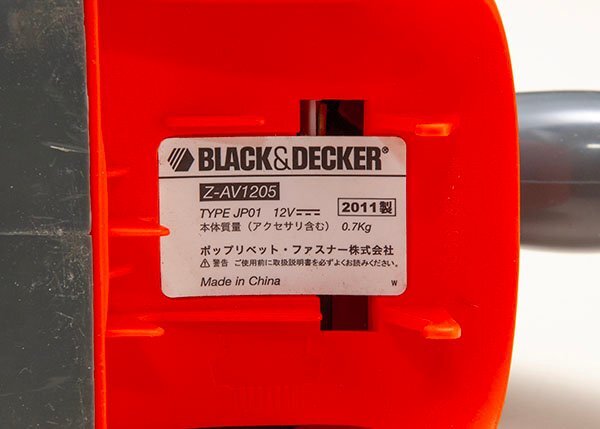 BLACK&DECKER®
Z-AV1205
TYPE JP01 12V 2011製
本体質量（アクセサリ含む） 0.7Kg
ポップリベット・ファスナー株式会社
警告 ご使用前に取扱説明書を必ずよくお読みください。
Made in China W